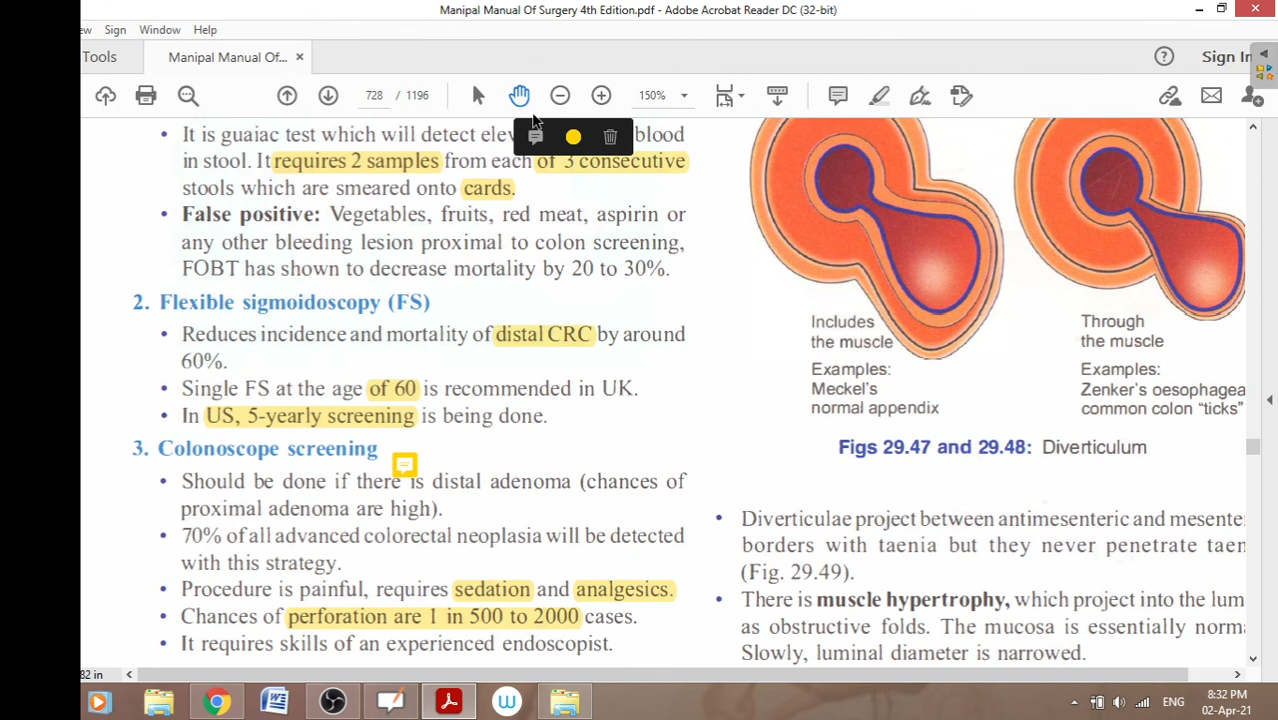 Manipal Manual Of Surgery 4th Edition.pdf - Adobe Acrobat Reader DC (32-bit)
ew Sign Window Help
Tools Manipal Manual Of... × Sign In
728 / 1196 150%
• It is guaiac test which will detect elev blood
in stool. It requires 2 samples from each of 3 consecutive
stools which are smeared onto cards.
• False positive: Vegetables, fruits, red meat, aspirin or
any other bleeding lesion proximal to colon screening,
FOBT has shown to decrease mortality by 20 to 30%.
2. Flexible sigmoidoscopy (FS)
• Reduces incidence and mortality of distal CRC by around
60%.
• Single FS at the age of 60 is recommended in UK.
• In US, 5-yearly screening is being done.
3. Colonoscope screening
• Should be done if there is distal adenoma (chances of
proximal adenoma are high).
• 70% of all advanced colorectal neoplasia will be detected
with this strategy.
• Procedure is painful, requires sedation and analgesics.
• Chances of perforation are 1 in 500 to 2000 cases.
• It requires skills of an experienced endoscopist.
Includes
the muscle
Examples:
Meckel's
normal appendix
Through
the muscle
Examples:
Zenker's oesophagea
common colon "ticks"
Figs 29.47 and 29.48: Diverticulum
• Diverticulae project between antimesenteric and mesente
borders with taenia but they never penetrate taen
(Fig. 29.49).
• There is muscle hypertrophy, which project into the lum
as obstructive folds. The mucosa is essentially norm
Slowly, luminal diameter is narrowed.
82 in
W
ENG
8:32 PM
02-Apr-21